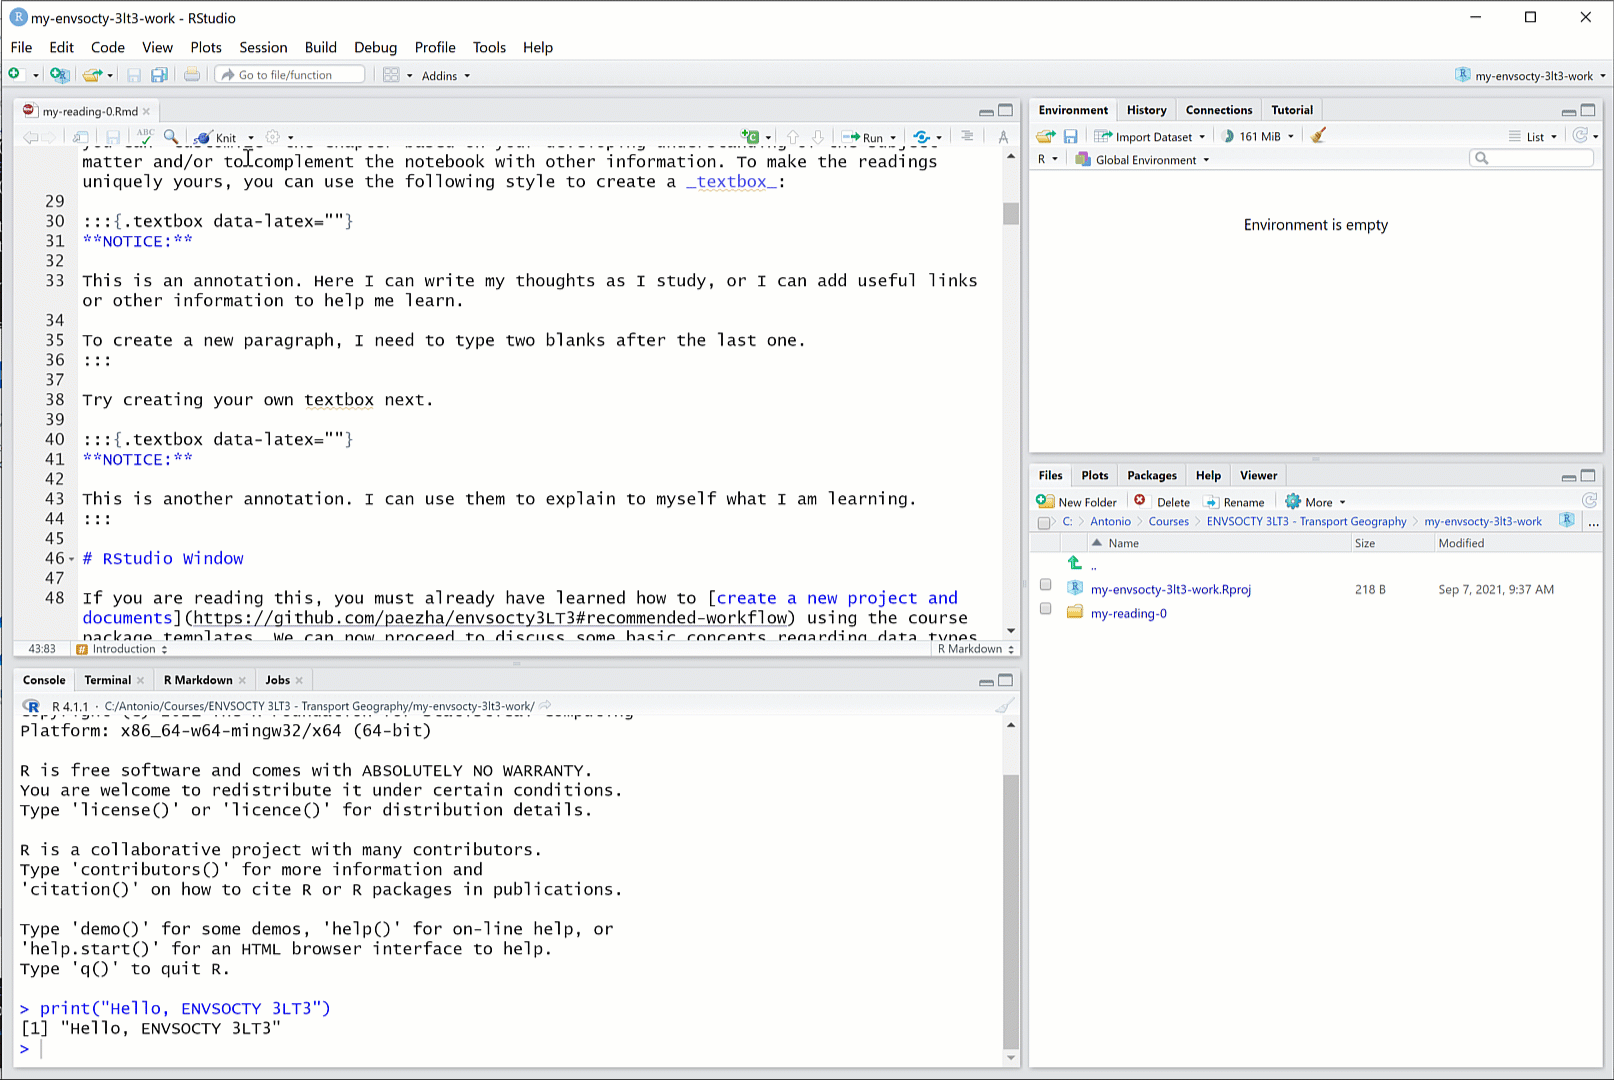 my-envsocty-3lt3-work - RStudio
File Edit Code View Plots Session Build Debug Profile Tools Help
Go to file/function Addins my-envsocty-3lt3-work
my-reading-0.Rmd
ABC Knit Run
matter and/or to complement the notebook with other information. To make the readings
uniquely yours, you can use the following style to create a _textbox_:
29
30 :::{.textbox data-latex=""}
31 **NOTICE:**
32
33 This is an annotation. Here I can write my thoughts as I study, or I can add useful links
or other information to help me learn.
34
35 To create a new paragraph, I need to type two blanks after the last one.
36 :::
37
38 Try creating your own textbox next.
39
40 :::{.textbox data-latex=""}
41 **NOTICE:**
42
43 This is another annotation. I can use them to explain to myself what I am learning.
44 :::
45
46 # RStudio Window
47
48 If you are reading this, you must already have learned how to [create a new project and
documents](https://github.com/paezha/envsocty3LT3#recommended-workflow) using the course
package templates. We can now proceed to discuss some basic concepts regarding data types
43:83 # Introduction R Markdown
Console Terminal R Markdown Jobs
R 4.1.1 · C:/Antonio/Courses/ENVSOCTY 3LT3 - Transport Geography/my-envsocty-3lt3-work/
Platform: x86_64-w64-mingw32/x64 (64-bit)
R is free software and comes with ABSOLUTELY NO WARRANTY.
You are welcome to redistribute it under certain conditions.
Type 'license()' or 'licence()' for distribution details.
R is a collaborative project with many contributors.
Type 'contributors()' for more information and
'citation()' on how to cite R or R packages in publications.
Type 'demo()' for some demos, 'help()' for on-line help, or
'help.start()' for an HTML browser interface to help.
Type 'q()' to quit R.
> print("Hello, ENVSOCTY 3LT3")
[1] "Hello, ENVSOCTY 3LT3"
>
Environment History Connections Tutorial
Import Dataset 161 MiB List
R Global Environment
Environment is empty
Files Plots Packages Help Viewer
New Folder Delete Rename More
C: Antonio Courses ENVSOCTY 3LT3 - Transport Geography my-envsocty-3lt3-work ...
Name Size Modified
..
my-envsocty-3lt3-work.Rproj 218 B Sep 7, 2021, 9:37 AM
my-reading-0